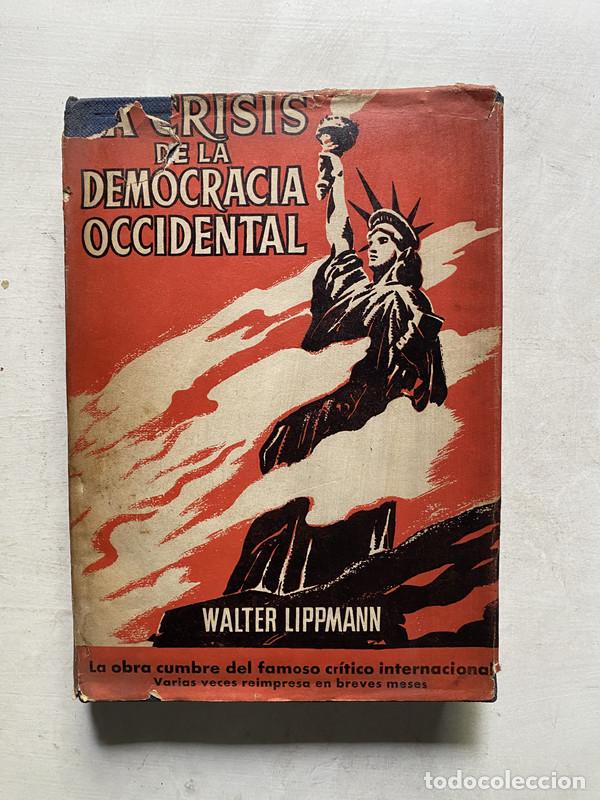 LA CRISIS
DE LA
DEMOCRACIA
OCCIDENTAL
WALTER LIPPMANN
La obra cumbre del famoso crítico internacional
Varias veces reimpresa en breves meses
todocoleccion